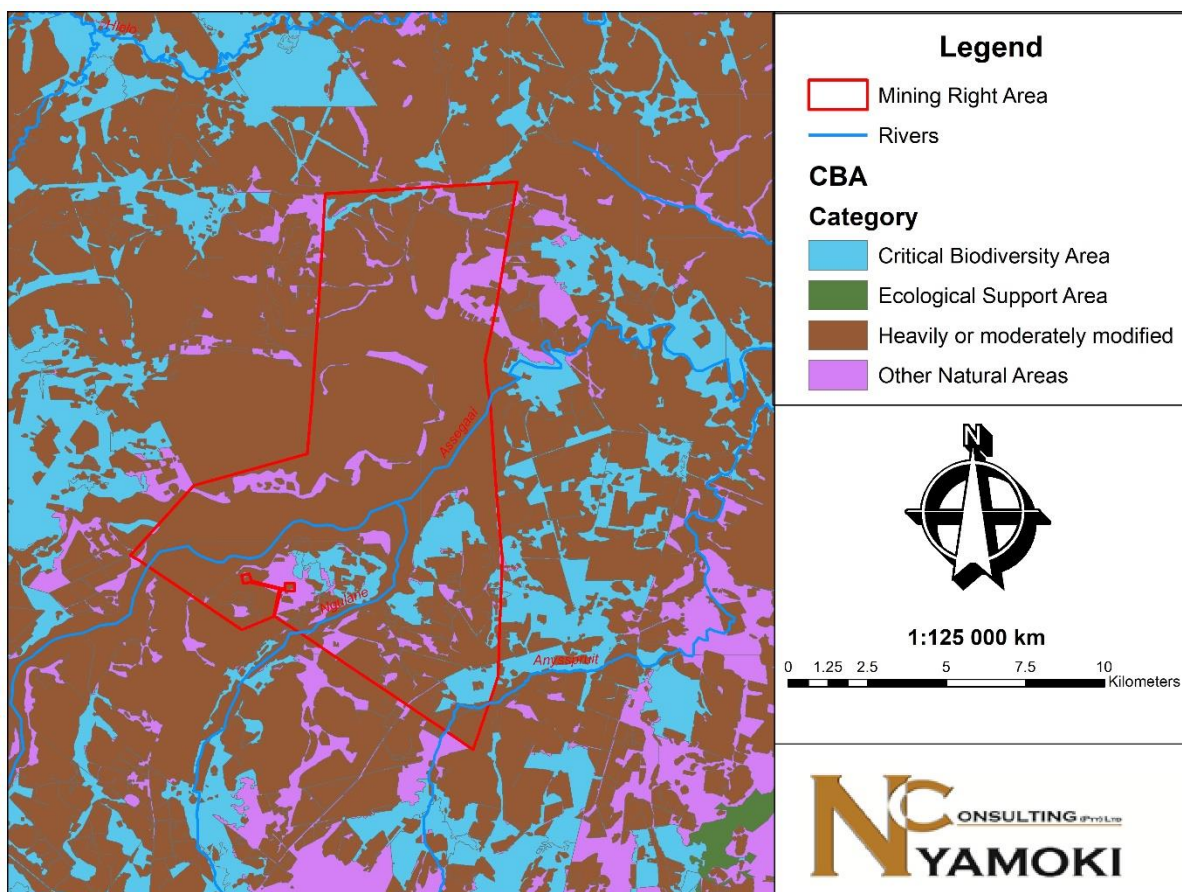 Hlglo
Assegaai
Ngulane
Anysspruit
Legend
Mining Right Area
Rivers
CBA
Category
Critical Biodiversity Area
Ecological Support Area
Heavily or moderately modified
Other Natural Areas
N
1:125 000 km
0 1.25 2.5 5 7.5 10
Kilometers
NC ONSULTING (PTY) LTD
YAMOKI